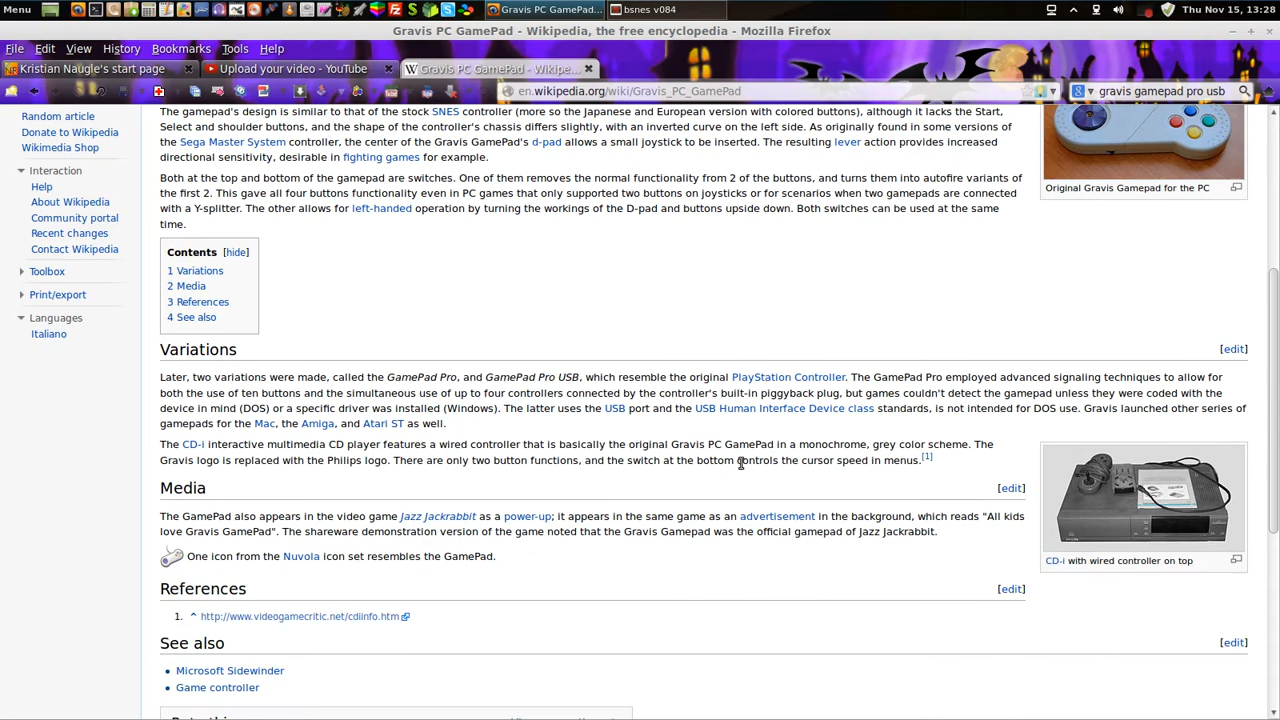 Menu
Gravis PC GamePad...
bsnes v084
Thu Nov 15, 13:28
Gravis PC GamePad - Wikipedia, the free encyclopedia - Mozilla Firefox
File Edit View History Bookmarks Tools Help
Kristian Naugle's start page
Upload your video - YouTube
Gravis PC GamePad - Wikipe...
en.wikipedia.org/wiki/Gravis_PC_GamePad
gravis gamepad pro usb
Random article
Donate to Wikipedia
Wikimedia Shop
Interaction
Help
About Wikipedia
Community portal
Recent changes
Contact Wikipedia
Toolbox
Print/export
Languages
Italiano
The gamepad's design is similar to that of the stock SNES controller (more so the Japanese and European version with colored buttons), although it lacks the Start,
Select and shoulder buttons, and the shape of the controller's chassis differs slightly, with an inverted curve on the left side. As originally found in some versions of
the Sega Master System controller, the center of the Gravis GamePad's d-pad allows a small joystick to be inserted. The resulting lever action provides increased
directional sensitivity, desirable in fighting games for example.
Both at the top and bottom of the gamepad are switches. One of them removes the normal functionality from 2 of the buttons, and turns them into autofire variants of
the first 2. This gave all four buttons functionality even in PC games that only supported two buttons on joysticks or for scenarios when two gamepads are connected
with a Y-splitter. The other allows for left-handed operation by turning the workings of the D-pad and buttons upside down. Both switches can be used at the same
time.
Original Gravis Gamepad for the PC
Contents [hide]
1 Variations
2 Media
3 References
4 See also
Variations
[edit]
Later, two variations were made, called the GamePad Pro, and GamePad Pro USB, which resemble the original PlayStation Controller. The GamePad Pro employed advanced signaling techniques to allow for
both the use of ten buttons and the simultaneous use of up to four controllers connected by the controller's built-in piggyback plug, but games couldn't detect the gamepad unless they were coded with the
device in mind (DOS) or a specific driver was installed (Windows). The latter uses the USB port and the USB Human Interface Device class standards, is not intended for DOS use. Gravis launched other series of
gamepads for the Mac, the Amiga, and Atari ST as well.
The CD-i interactive multimedia CD player features a wired controller that is basically the original Gravis PC GamePad in a monochrome, grey color scheme. The
Gravis logo is replaced with the Philips logo. There are only two button functions, and the switch at the bottom controls the cursor speed in menus.[1]
CD-i with wired controller on top
Media
[edit]
The GamePad also appears in the video game Jazz Jackrabbit as a power-up; it appears in the same game as an advertisement in the background, which reads "All kids
love Gravis GamePad". The shareware demonstration version of the game noted that the Gravis Gamepad was the official gamepad of Jazz Jackrabbit.
One icon from the Nuvola icon set resembles the GamePad.
References
[edit]
1. ^ http://www.videogamecritic.net/cdiinfo.htm
See also
[edit]
• Microsoft Sidewinder
• Game controller